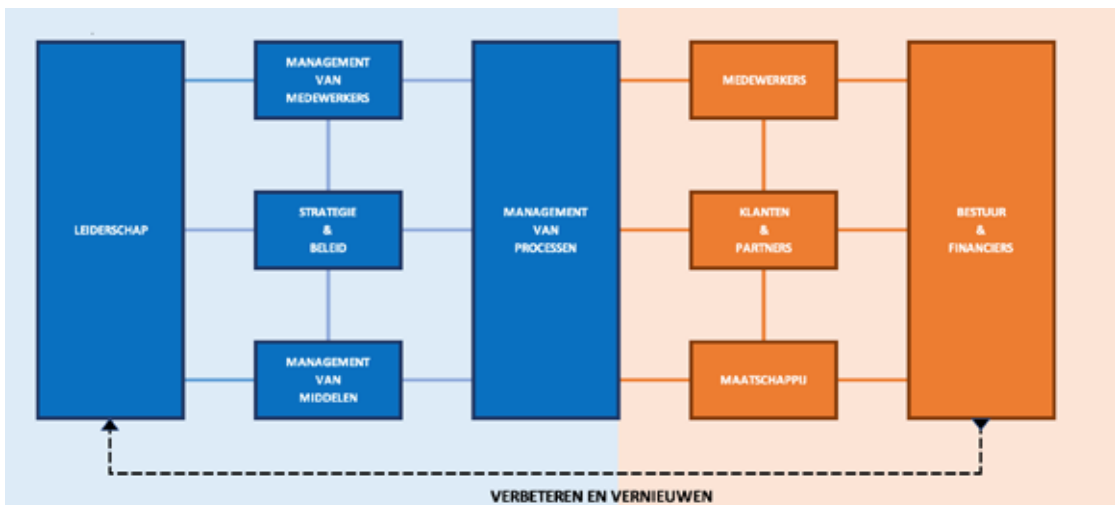 LEIDERSCHAP
MANAGEMENT
VAN
MEDEWERKERS
STRATEGIE
&
BELEID
MANAGEMENT
VAN
MIDDELEN
MANAGEMENT
VAN
PROCESSEN
MEDEWERKERS
KLANTEN
&
PARTNERS
MAATSCHAPPIJ
BESTUUR
&
FINANCIERS
VERBETEREN EN VERNIEUWEN